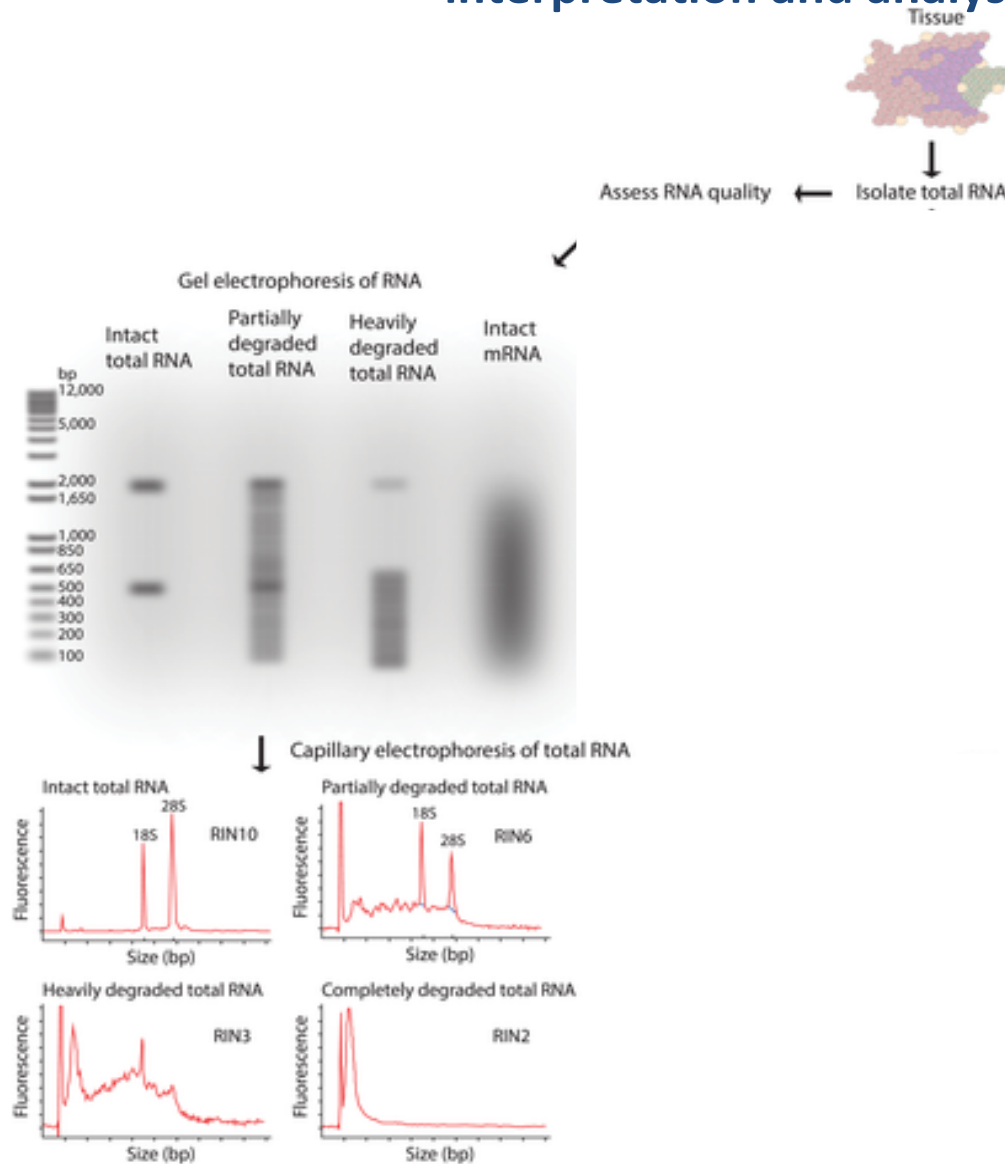 Interpretation and analys
Tissue
Assess RNA quality
Isolate total RNA
Gel electrophoresis of RNA
Intact
total RNA
Partially
degraded
total RNA
Heavily
degraded
total RNA
Intact
mRNA
bp
12,000
5,000
2,000
1,650
1,000
850
650
500
400
300
200
100
Capillary electrophoresis of total RNA
Intact total RNA
Fluorescence
18S
28S
RIN10
Size (bp)
Partially degraded total RNA
Fluorescence
18S
28S
RIN6
Size (bp)
Heavily degraded total RNA
Fluorescence
RIN3
Size (bp)
Completely degraded total RNA
Fluorescence
RIN2
Size (bp)